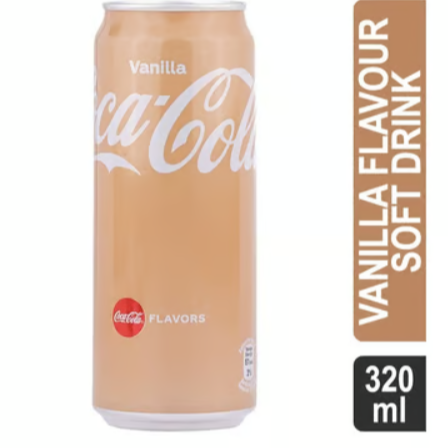 Vanilla
Coca-Cola
Coca-Cola FLAVORS
VANILLA FLAVOUR
SOFT DRINK
320
ml